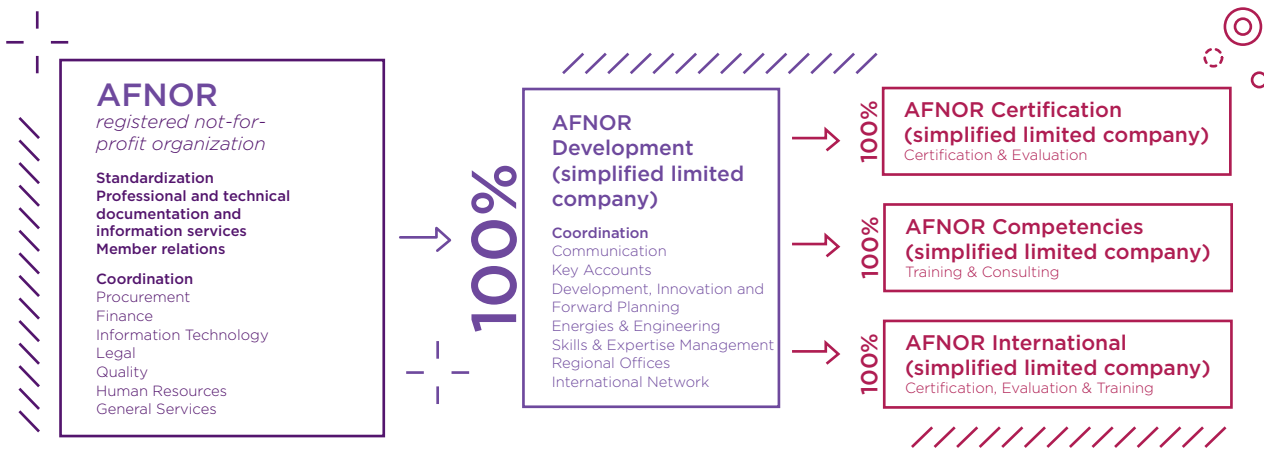 AFNOR
registered not-for-
profit organization
Standardization
Professional and technical
documentation and
information services
Member relations
Coordination
Procurement
Finance
Information Technology
Legal
Quality
Human Resources
General Services
100%
AFNOR
Development
(simplified limited
company)
Coordination
Communication
Key Accounts
Development, Innovation and
Forward Planning
Energies & Engineering
Skills & Expertise Management
Regional Offices
International Network
100%
AFNOR Certification
(simplified limited company)
Certification & Evaluation
100%
AFNOR Competencies
(simplified limited company)
Training & Consulting
100%
AFNOR International
(simplified limited company)
Certification, Evaluation & Training